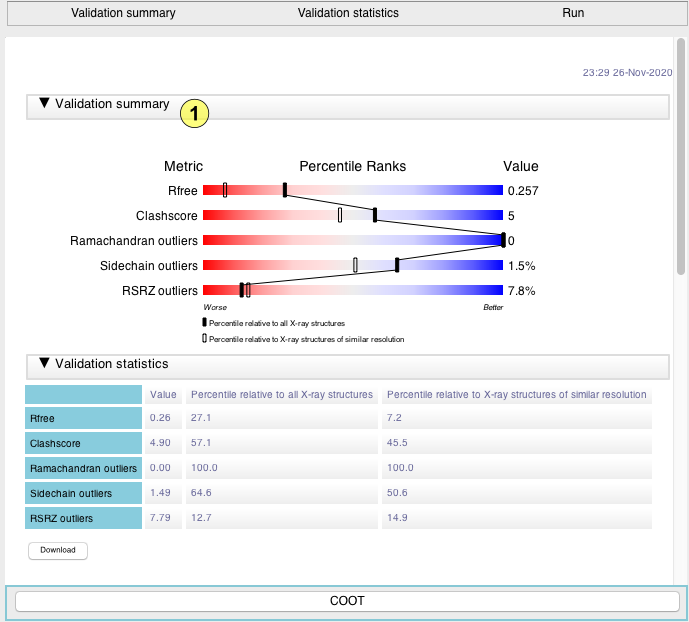 Validation summary Validation statistics Run
23:29 26-Nov-2020
▼ Validation summary 1
Metric Percentile Ranks Value
Rfree 0.257
Clashscore 5
Ramachandran outliers 0
Sidechain outliers 1.5%
RSRZ outliers 7.8%
Worse Better
Percentile relative to all X-ray structures
Percentile relative to X-ray structures of similar resolution
▼ Validation statistics
Value Percentile relative to all X-ray structures Percentile relative to X-ray structures of similar resolution
Rfree 0.26 27.1 7.2
Clashscore 4.90 57.1 45.5
Ramachandran outliers 0.00 100.0 100.0
Sidechain outliers 1.49 64.6 50.6
RSRZ outliers 7.79 12.7 14.9
Download
COOT